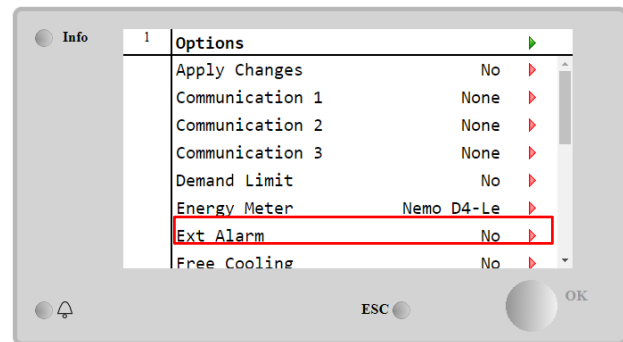 Info
1 Options
Apply Changes No
Communication 1 None
Communication 2 None
Communication 3 None
Demand Limit No
Energy Meter Nemo D4-Le
Ext Alarm No
Free Cooling No
OK
ESC